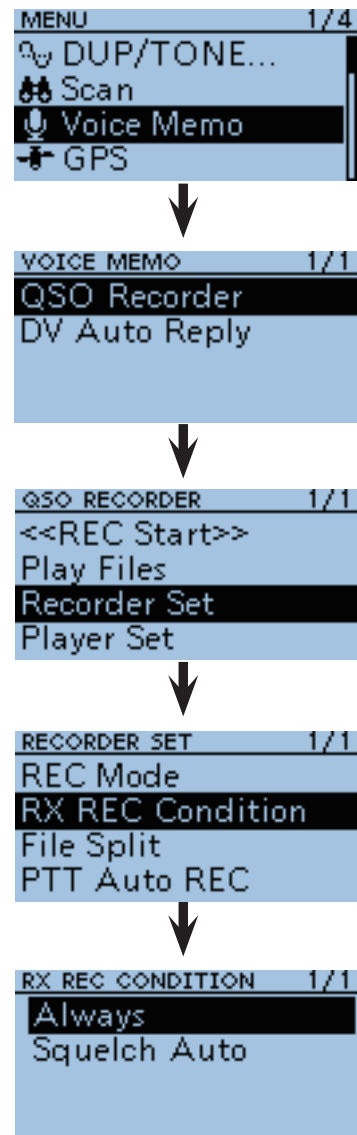 MENU 1/4
DUP/TONE...
Scan
Voice Memo
GPS
VOICE MEMO 1/1
QSO Recorder
DV Auto Reply
QSO RECORDER 1/1
<<REC Start>>
Play Files
Recorder Set
Player Set
RECORDER SET 1/1
REC Mode
RX REC Condition
File Split
PTT Auto REC
RX REC CONDITION 1/1
Always
Squelch Auto